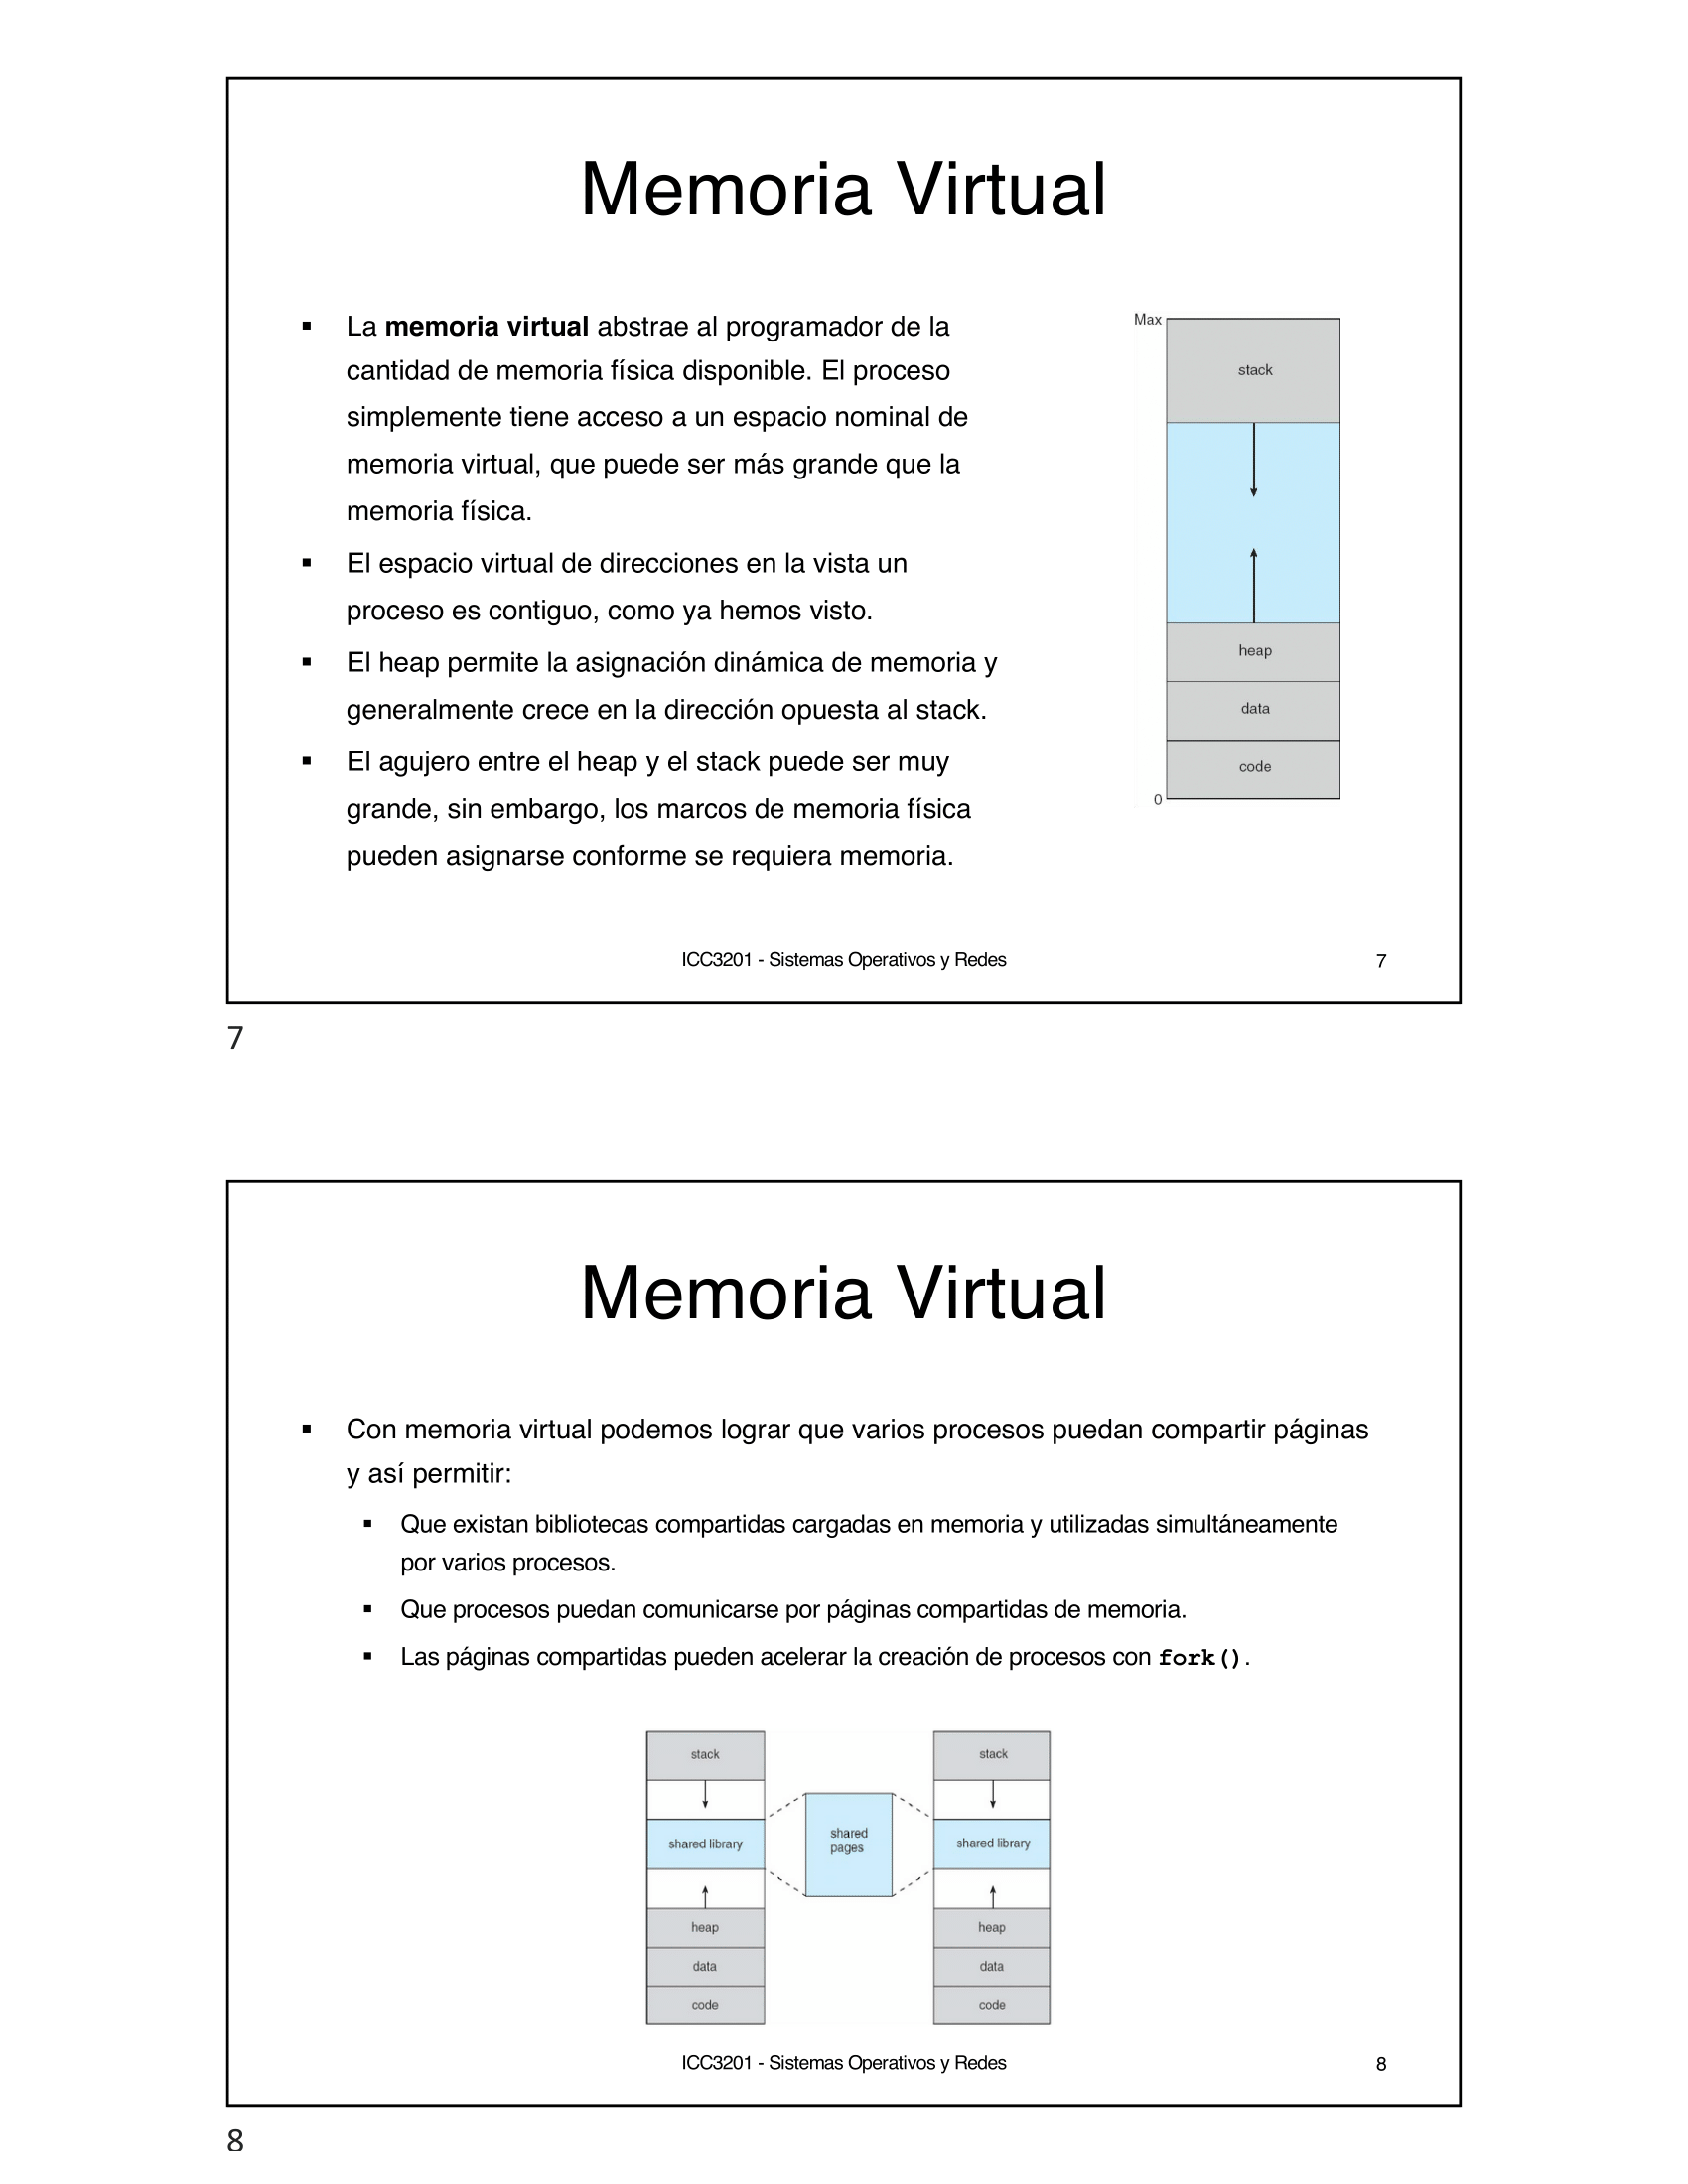 Memoria Virtual
▪ La memoria virtual abstrae al programador de la
cantidad de memoria física disponible. El proceso
simplemente tiene acceso a un espacio nominal de
memoria virtual, que puede ser más grande que la
memoria física.
▪ El espacio virtual de direcciones en la vista un
proceso es contiguo, como ya hemos visto.
▪ El heap permite la asignación dinámica de memoria y
generalmente crece en la dirección opuesta al stack.
▪ El agujero entre el heap y el stack puede ser muy
grande, sin embargo, los marcos de memoria física
pueden asignarse conforme se requiera memoria.
Max
stack
heap
data
code
0
ICC3201 - Sistemas Operativos y Redes
7
7
Memoria Virtual
▪ Con memoria virtual podemos lograr que varios procesos puedan compartir páginas
y así permitir:
▪ Que existan bibliotecas compartidas cargadas en memoria y utilizadas simultáneamente
por varios procesos.
▪ Que procesos puedan comunicarse por páginas compartidas de memoria.
▪ Las páginas compartidas pueden acelerar la creación de procesos con fork().
stack
shared library
heap
data
code
shared
pages
stack
shared library
heap
data
code
ICC3201 - Sistemas Operativos y Redes
8
8